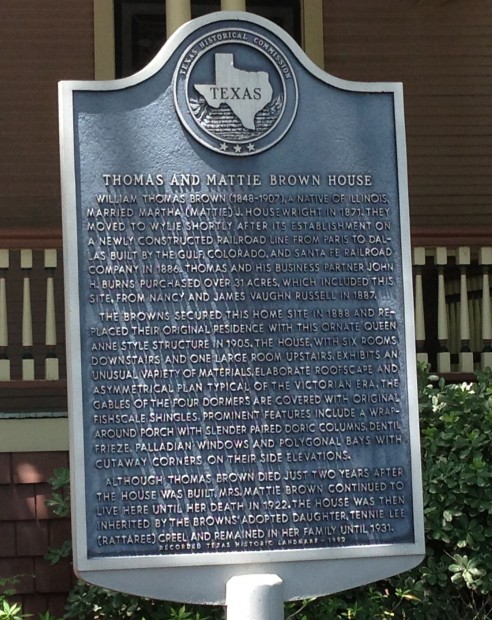 TEXAS HISTORICAL COMMISSION
TEXAS
THOMAS AND MATTIE BROWN HOUSE
WILLIAM THOMAS BROWN (1848-1907), A NATIVE OF ILLINOIS,
MARRIED MARTHA (MATTIE) J. HOUSEWRIGHT IN 1871. THEY
MOVED TO WYLIE SHORTLY AFTER ITS ESTABLISHMENT ON
A NEWLY CONSTRUCTED RAILROAD LINE FROM PARIS TO DAL-
LAS BUILT BY THE GULF, COLORADO, AND SANTA FE RAILROAD
COMPANY IN 1886. THOMAS AND HIS BUSINESS PARTNER JOHN
H. BURNS PURCHASED OVER 31 ACRES, WHICH INCLUDED THIS
SITE, FROM NANCY AND JAMES VAUGHN RUSSELL IN 1887.
THE BROWNS SECURED THIS HOME SITE IN 1888 AND RE-
PLACED THEIR ORIGINAL RESIDENCE WITH THIS ORNATE QUEEN
ANNE STYLE STRUCTURE IN 1905. THE HOUSE, WITH SIX ROOMS
DOWNSTAIRS AND ONE LARGE ROOM UPSTAIRS, EXHIBITS AN
UNUSUAL VARIETY OF MATERIALS, ELABORATE ROOFSCAPE AND
ASYMMETRICAL PLAN TYPICAL OF THE VICTORIAN ERA. THE
GABLES OF THE FOUR DORMERS ARE COVERED WITH ORIGINAL
FISHSCALE SHINGLES. PROMINENT FEATURES INCLUDE A WRAP-
AROUND PORCH WITH SLENDER PAIRED DORIC COLUMNS, DENTIL
FRIEZE, PALLADIAN WINDOWS AND POLYGONAL BAYS WITH
CUTAWAY CORNERS ON THEIR SIDE ELEVATIONS.
ALTHOUGH THOMAS BROWN DIED JUST TWO YEARS AFTER
THE HOUSE WAS BUILT, MRS. MATTIE BROWN CONTINUED TO
LIVE HERE UNTIL HER DEATH IN 1922. THE HOUSE WAS THEN
INHERITED BY THE BROWNS' ADOPTED DAUGHTER, TENNIE LEE
(RATTAREE) CREEL AND REMAINED IN HER FAMILY UNTIL 1931.
RECORDED TEXAS HISTORIC LANDMARK -